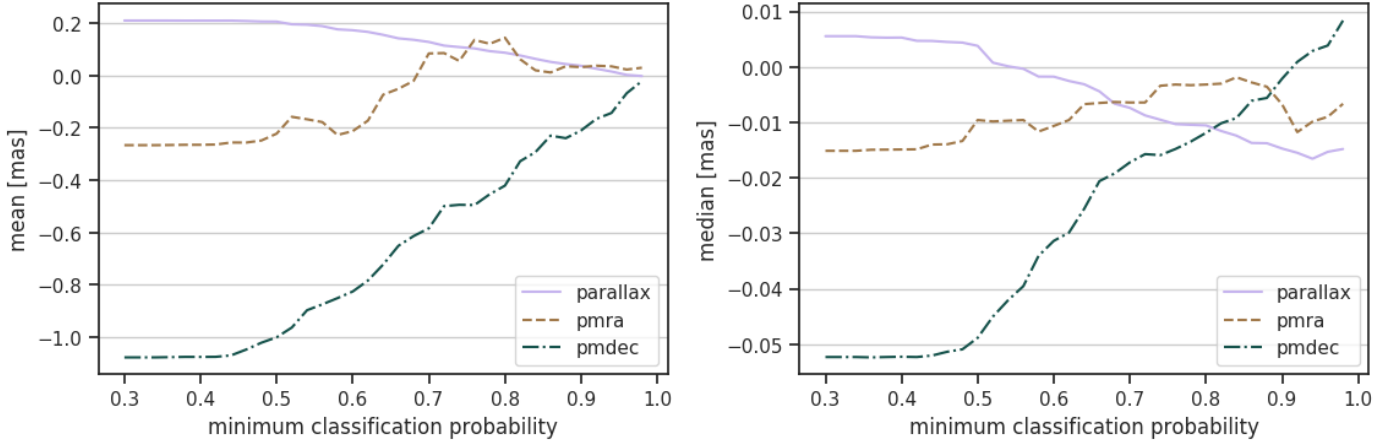 0.2
0.0
−0.2
−0.4
−0.6
−0.8
−1.0
mean [mas]
0.3 0.4 0.5 0.6 0.7 0.8 0.9 1.0
minimum classification probability
parallax
pmra
pmdec
0.01
0.00
−0.01
−0.02
−0.03
−0.04
−0.05
median [mas]
0.3 0.4 0.5 0.6 0.7 0.8 0.9 1.0
minimum classification probability
parallax
pmra
pmdec